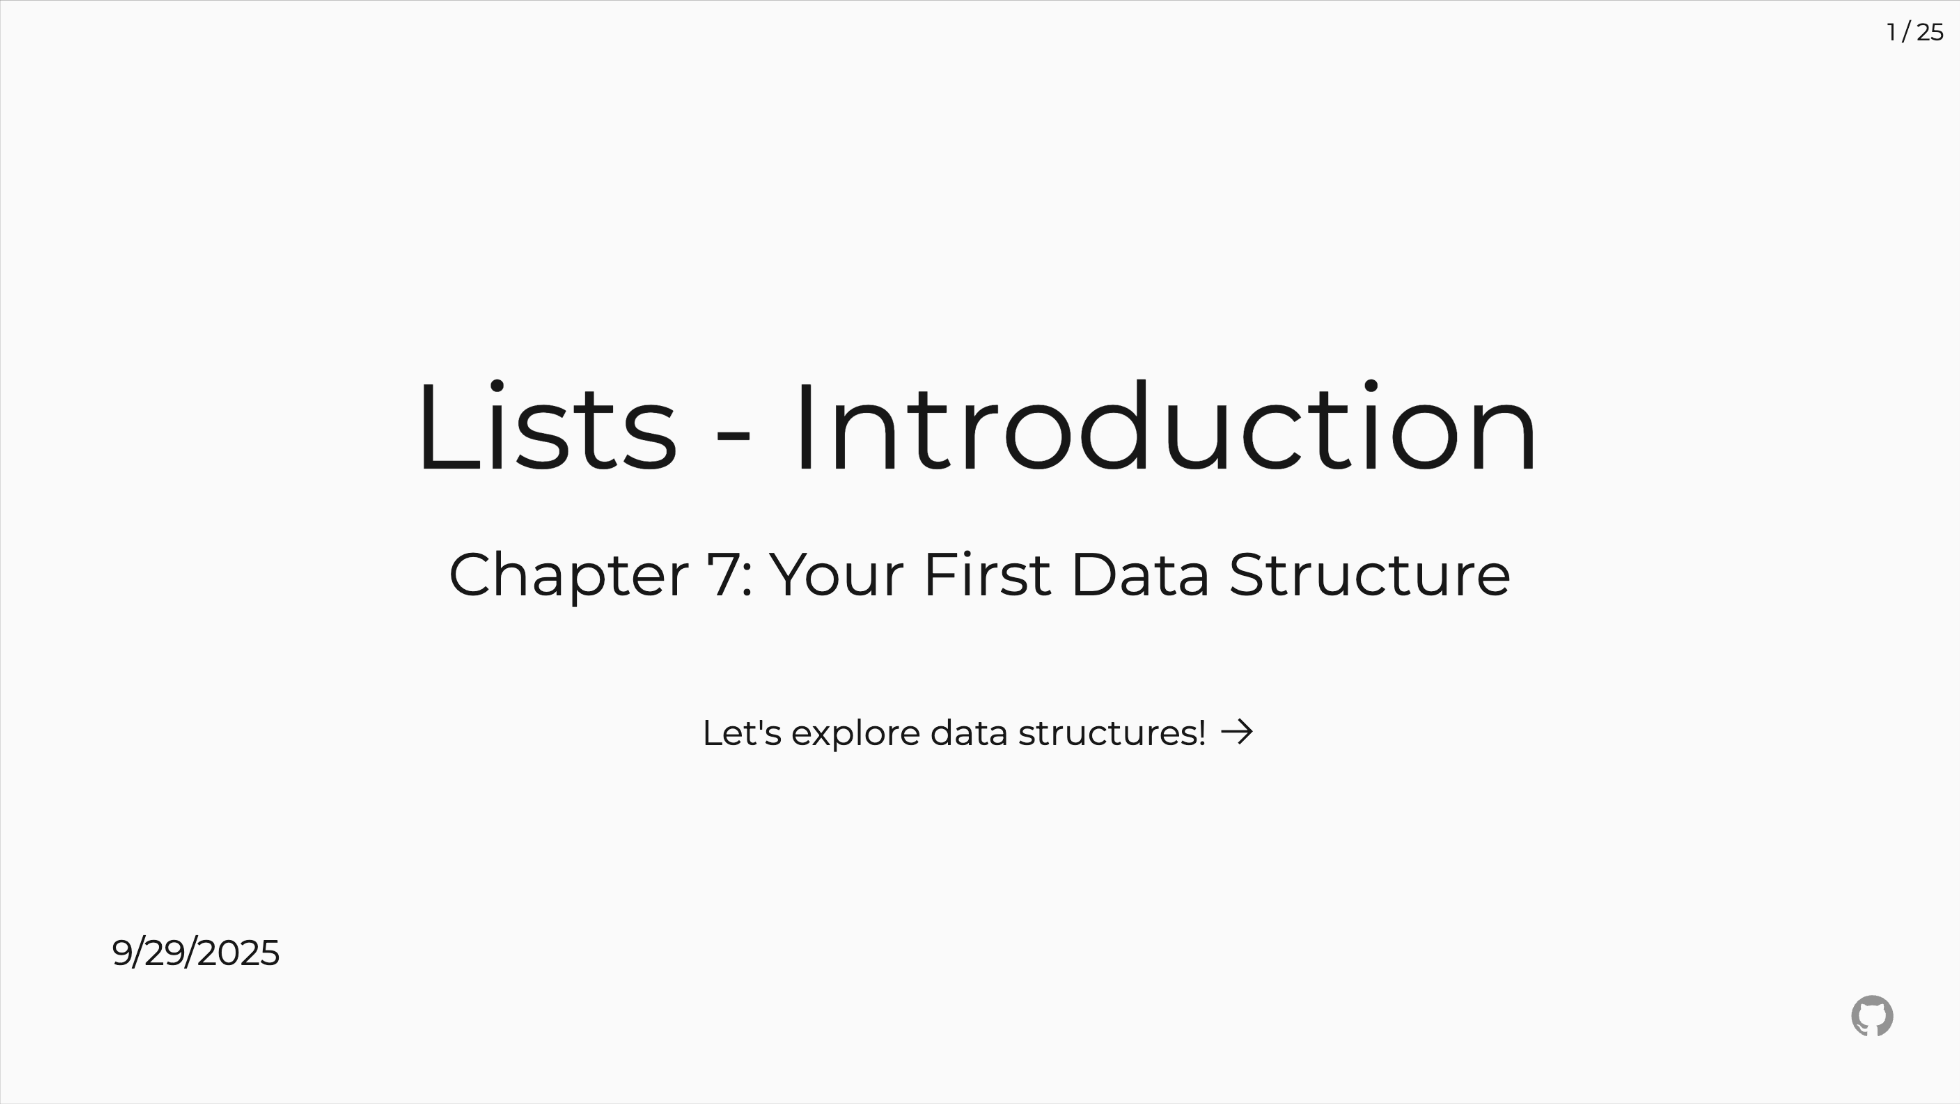 1 / 25
Lists - Introduction
Chapter 7: Your First Data Structure
Let's explore data structures! →
9/29/2025